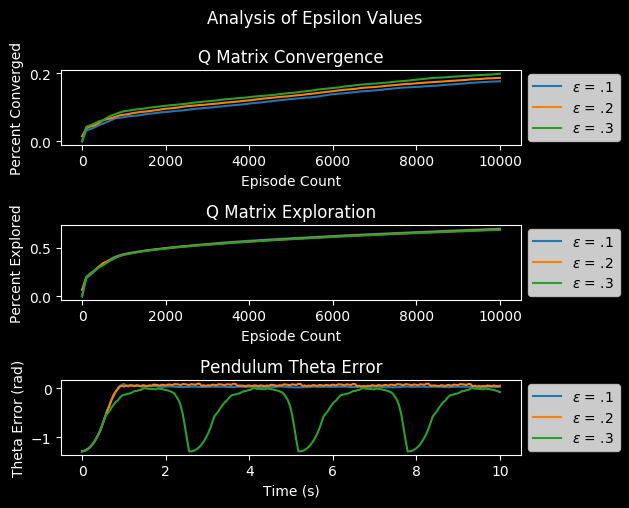 Analysis of Epsilon Values
Q Matrix Convergence
Percent Converged
0.2
0.0
0
2000
4000
6000
8000
10000
Episode Count
ε = .1
ε = .2
ε = .3
Q Matrix Exploration
Percent Explored
0.5
0.0
0
2000
4000
6000
8000
10000
Epsiode Count
ε = .1
ε = .2
ε = .3
Pendulum Theta Error
Theta Error (rad)
0
−1
0
2
4
6
8
10
Time (s)
ε = .1
ε = .2
ε = .3